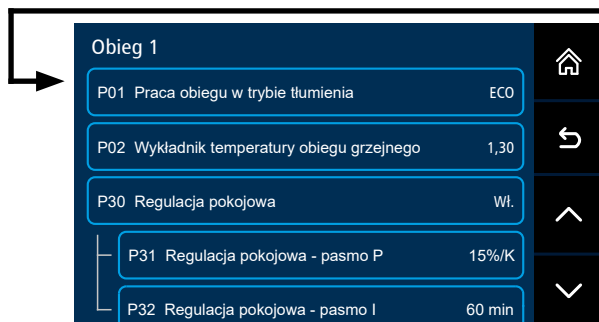 Obieg 1
P01 Praca obiegu w trybie tłumienia ECO
P02 Wykładnik temperatury obiegu grzejnego 1,30
P30 Regulacja pokojowa Wł.
P31 Regulacja pokojowa - pasmo P 15%/K
P32 Regulacja pokojowa - pasmo I 60 min